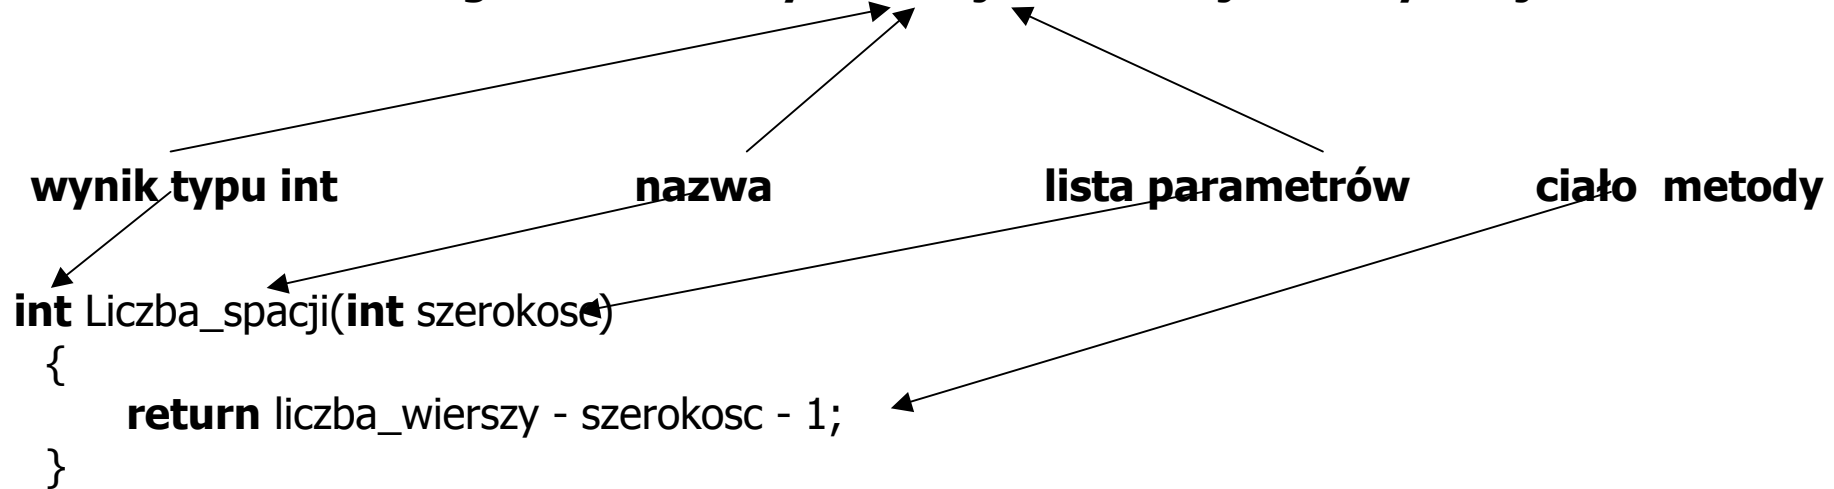 wynik typu int nazwa lista parametrów ciało metody
int Liczba_spacji(int szerokosc)
{
return liczba_wierszy - szerokosc - 1;
}